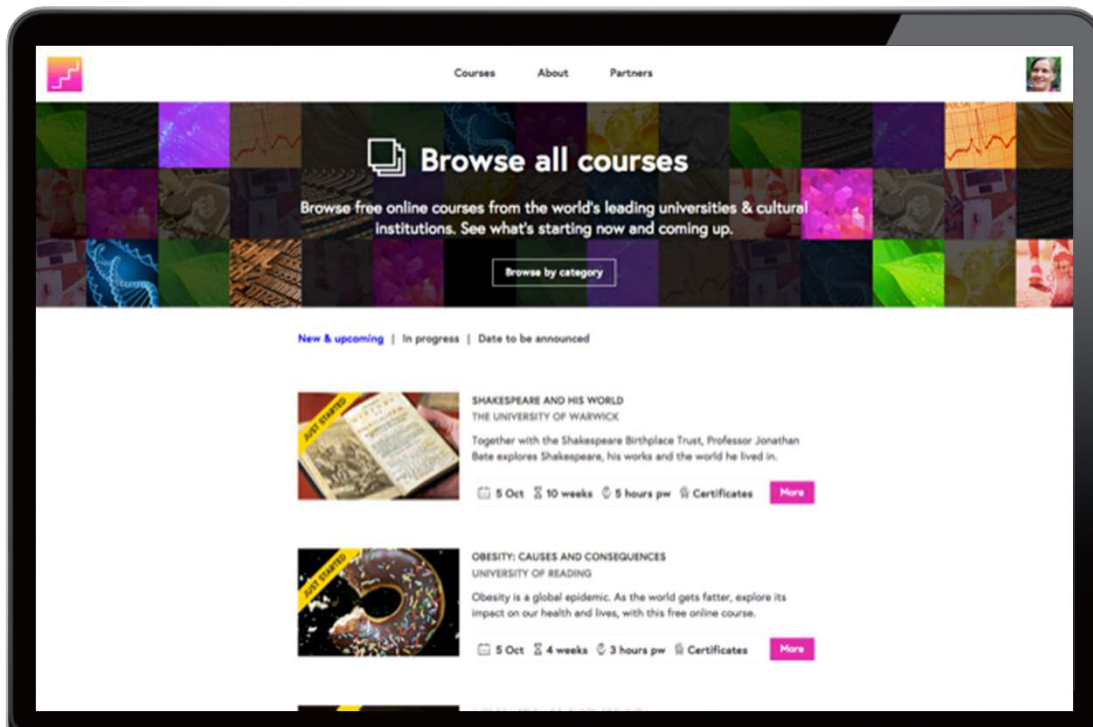 Courses About Partners
Browse all courses
Browse free online courses from the world's leading universities & cultural
institutions. See what's starting now and coming up.
Browse by category
New & upcoming | In progress | Date to be announced
JUST STARTED
SHAKESPEARE AND HIS WORLD
THE UNIVERSITY OF WARWICK
Together with the Shakespeare Birthplace Trust, Professor Jonathan
Bate explores Shakespeare, his works and the world he lived in.
5 Oct 10 weeks 5 hours pw Certificates More
JUST STARTED
OBESITY: CAUSES AND CONSEQUENCES
UNIVERSITY OF READING
Obesity is a global epidemic. As the world gets fatter, explore its
impact on our health and lives, with this free online course.
5 Oct 4 weeks 3 hours pw Certificates More